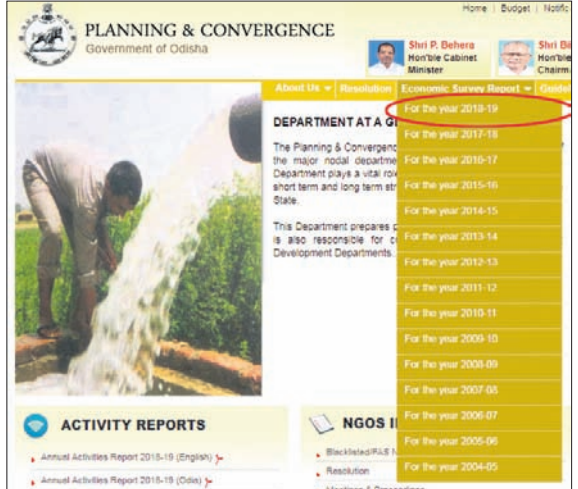 Home | Budget | Notific
PLANNING & CONVERGENCE
Government of Odisha
Shri P. Behera
Hon'ble Cabinet
Minister
Shri Bi
Hon'ble
Chairm
About Us
Resolution
Economic Survey Report
Guidel
DEPARTMENT AT A G
The Planning & Convergenc
the major nodal departme
Department plays a vital role
short term and long term str
State.
This Department prepares p
is also responsible for c
Development Departments.
For the year 2018-19
For the year 2017-18
For the year 2016-17
For the year 2015-16
For the year 2014-15
For the year 2013-14
For the year 2012-13
For the year 2011-12
For the year 2010-11
For the year 2009-10
For the year 2008-09
For the year 2007-08
For the year 2006-07
For the year 2005-06
For the year 2004-05
ACTIVITY REPORTS
Annual Activities Report 2018-19 (English)
Annual Activities Report 2018-19 (Odia)
NGOS I
Blacklisted/FAS N
Resolution
Meetings & Proceedings